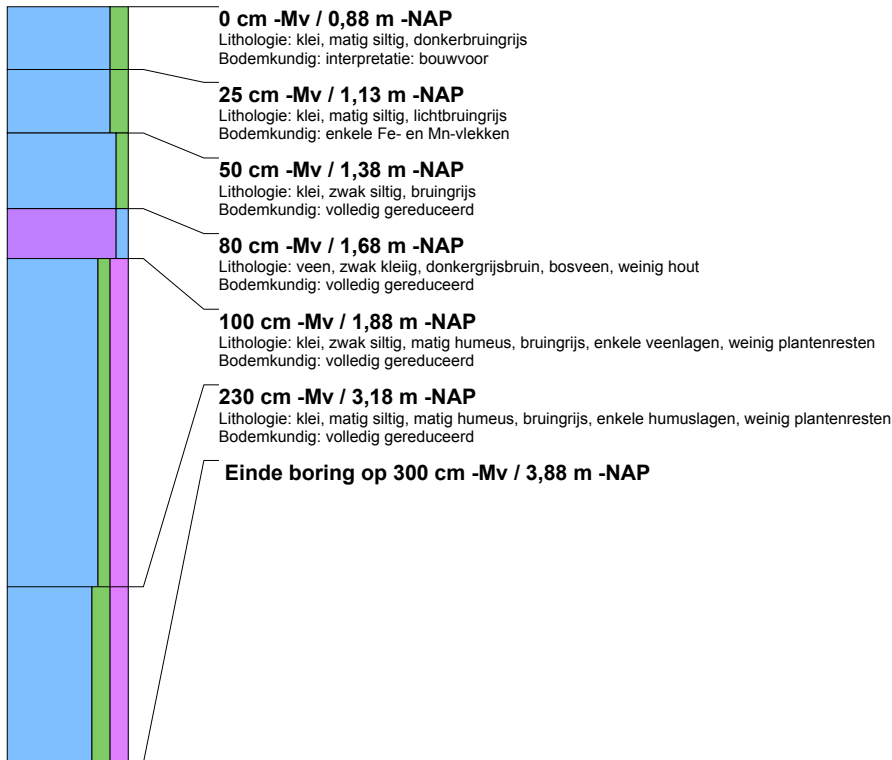 0 cm -Mv / 0,88 m -NAP
Lithologie: klei, matig siltig, donkerbruingrijs
Bodemkundig: interpretatie: bouwvoor
25 cm -Mv / 1,13 m -NAP
Lithologie: klei, matig siltig, lichtbruingrijs
Bodemkundig: enkele Fe- en Mn-vlekken
50 cm -Mv / 1,38 m -NAP
Lithologie: klei, zwak siltig, bruingrijs
Bodemkundig: volledig gereduceerd
80 cm -Mv / 1,68 m -NAP
Lithologie: veen, zwak kleiig, donkergrijsbruin, bosveen, weinig hout
Bodemkundig: volledig gereduceerd
100 cm -Mv / 1,88 m -NAP
Lithologie: klei, zwak siltig, matig humeus, bruingrijs, enkele veenlagen, weinig plantenresten
Bodemkundig: volledig gereduceerd
230 cm -Mv / 3,18 m -NAP
Lithologie: klei, matig siltig, matig humeus, bruingrijs, enkele humuslagen, weinig plantenresten
Bodemkundig: volledig gereduceerd
Einde boring op 300 cm -Mv / 3,88 m -NAP